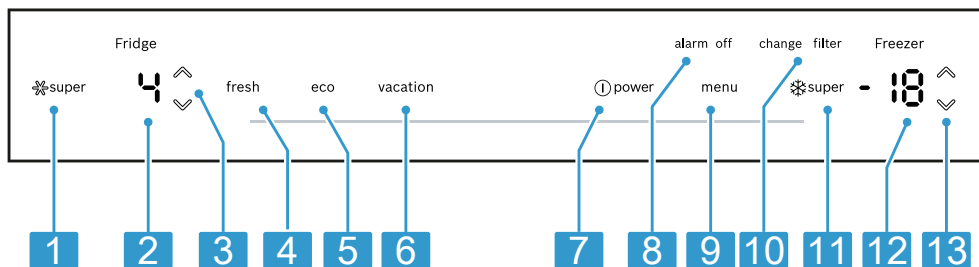 Fridge alarm off change filter Freezer
super 4 fresh eco vacation power menu super -18
1 2 3 4 5 6 7 8 9 10 11 12 13